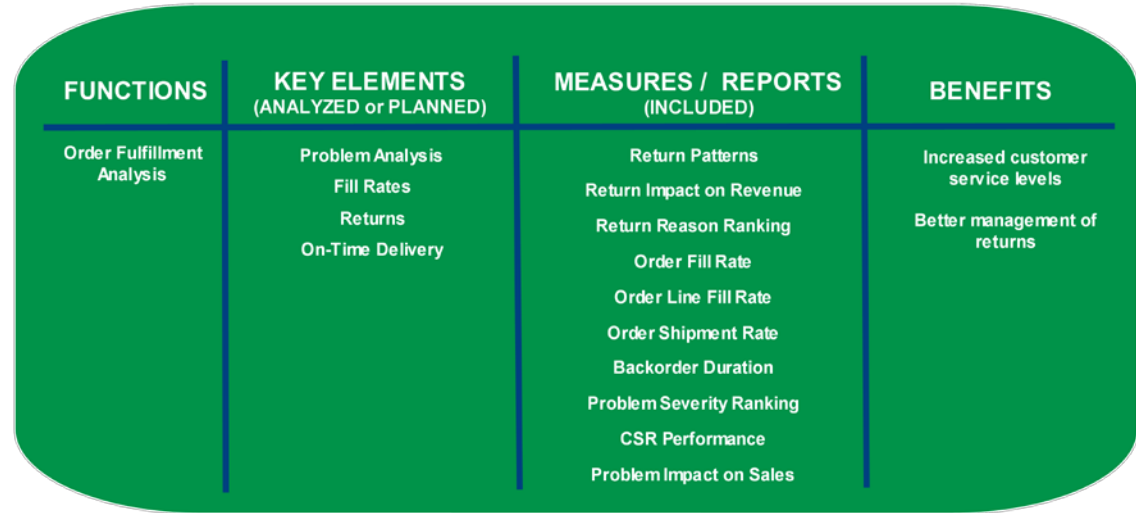 FUNCTIONS
KEY ELEMENTS
(ANALYZED or PLANNED)
MEASURES / REPORTS
(INCLUDED)
BENEFITS
Order Fulfillment
Analysis
Problem Analysis
Fill Rates
Returns
On-Time Delivery
Return Patterns
Return Impact on Revenue
Return Reason Ranking
Order Fill Rate
Order Line Fill Rate
Order Shipment Rate
Backorder Duration
Problem Severity Ranking
CSR Performance
Problem Impact on Sales
Increased customer
service levels
Better management of
returns